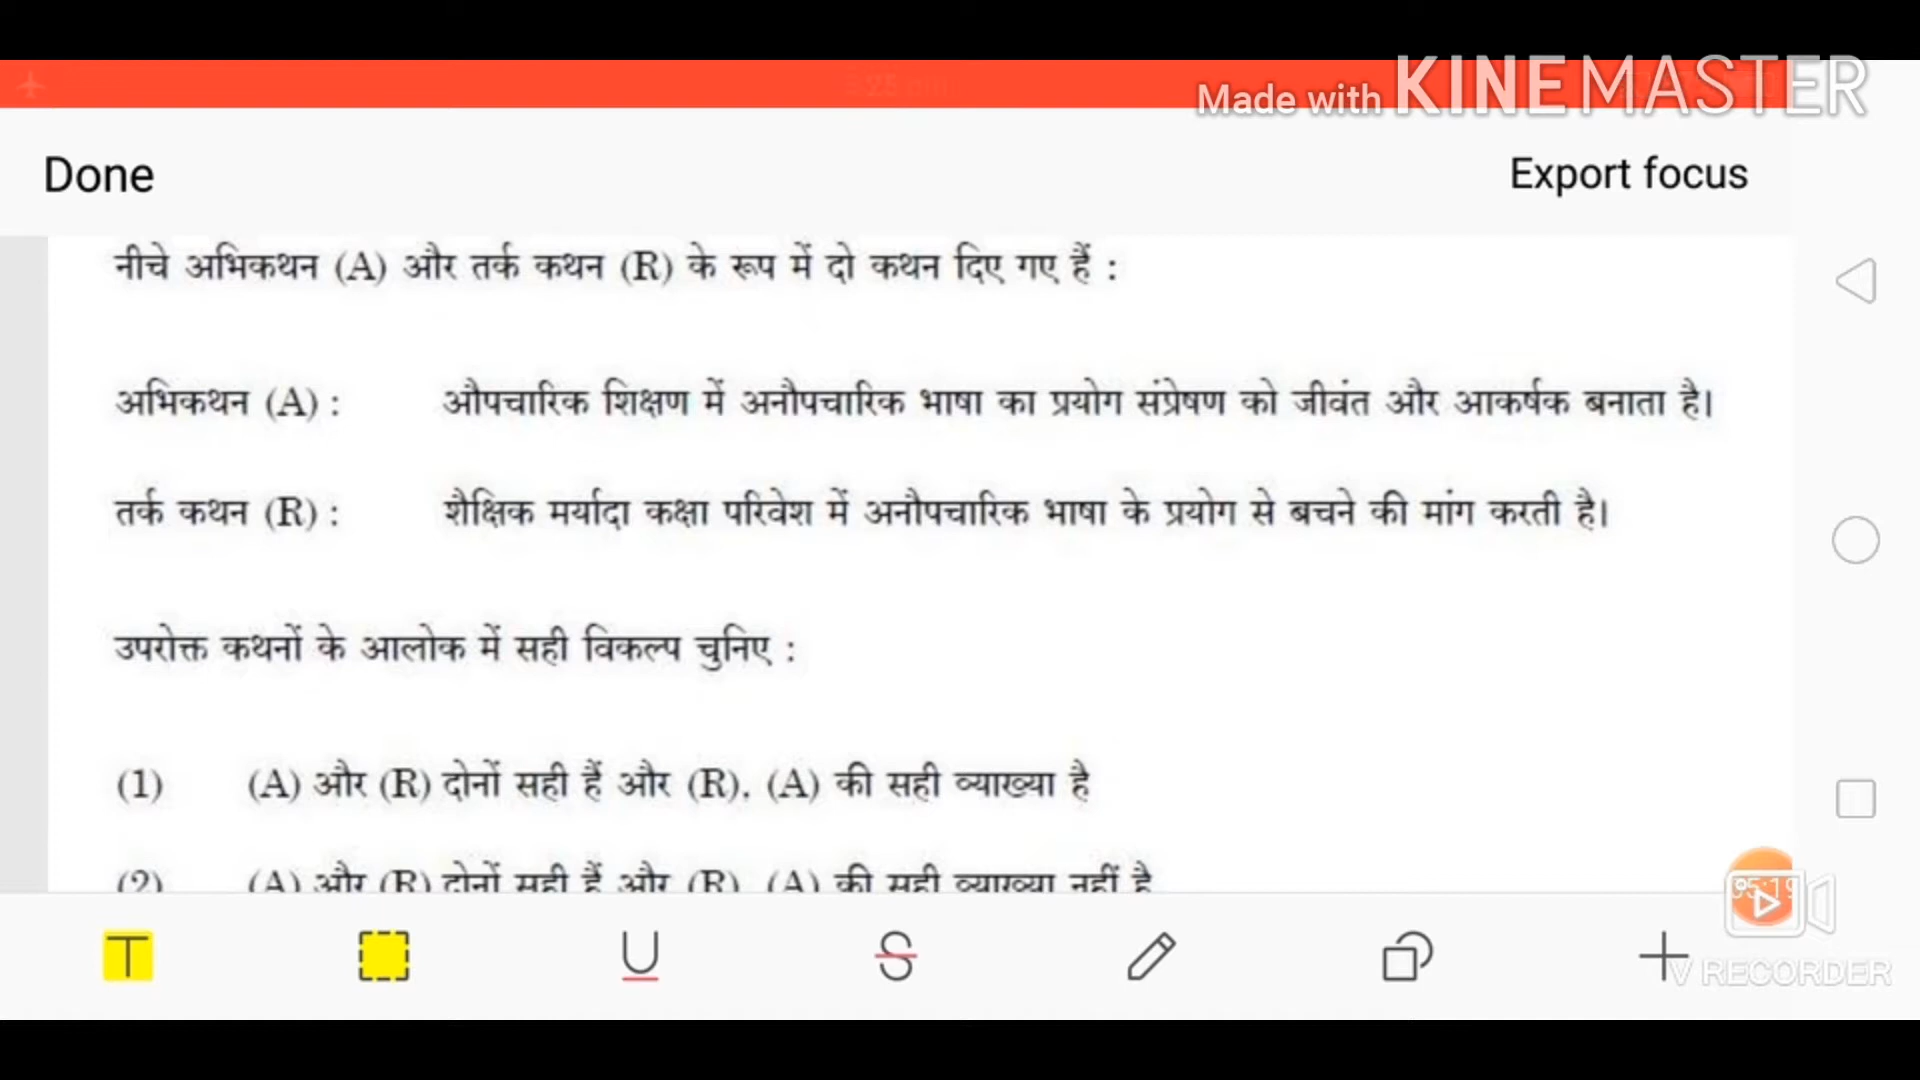 Made with KINEMASTER
Done
Export focus
नीचे अभिकथन (A) और तर्क कथन (R) के रूप में दो कथन दिए गए हैं :
अभिकथन (A) : औपचारिक शिक्षण में अनौपचारिक भाषा का प्रयोग संप्रेषण को जीवंत और आकर्षक बनाता है।
तर्क कथन (R) : शैक्षिक मर्यादा कक्षा परिवेश में अनौपचारिक भाषा के प्रयोग से बचने की मांग करती है।
उपरोक्त कथनों के आलोक में सही विकल्प चुनिए :
(1) (A) और (R) दोनों सही हैं और (R), (A) की सही व्याख्या है
(2) (A) और (R) दोनों सही हैं और (R) (A) की सही व्याख्या नहीं है
T U S
V RECORDER